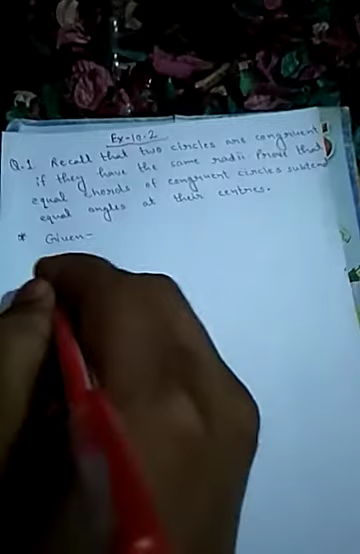 Ex-10.2
Q.1. Recall that two circles are congruent
if they have the same radii. Prove that
equal chords of congruent circles subtend
equal angles at their centres.
* Given-